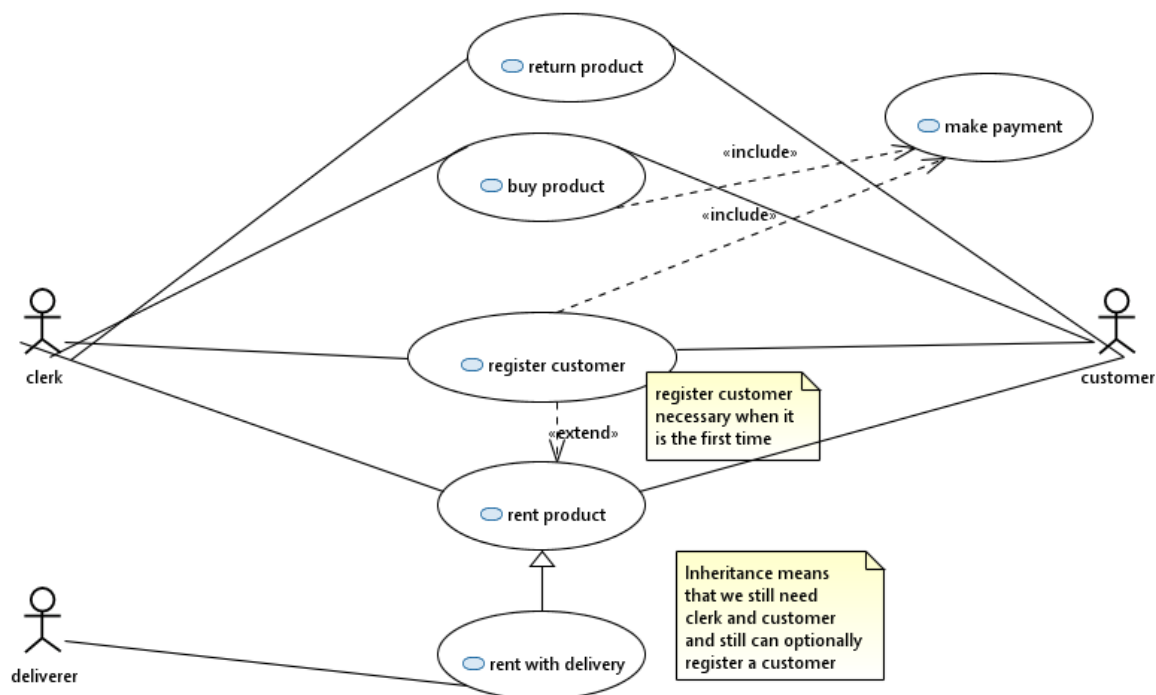 return product
make payment
«include»
buy product
«include»
clerk
register customer
customer
register customer
necessary when it
is the first time
«extend»
rent product
Inheritance means
that we still need
clerk and customer
and still can optionally
register a customer
deliverer
rent with delivery